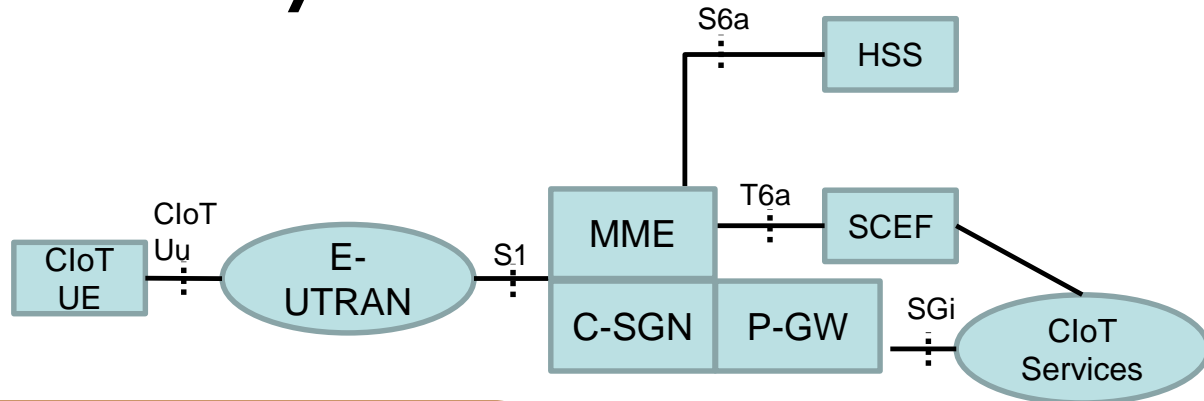 S6a
HSS
T6a
MME
SCEF
CIoT
Uu
CIoT
UE
E-
UTRAN
S1
C-SGN
P-GW
SGi
CIoT
Services